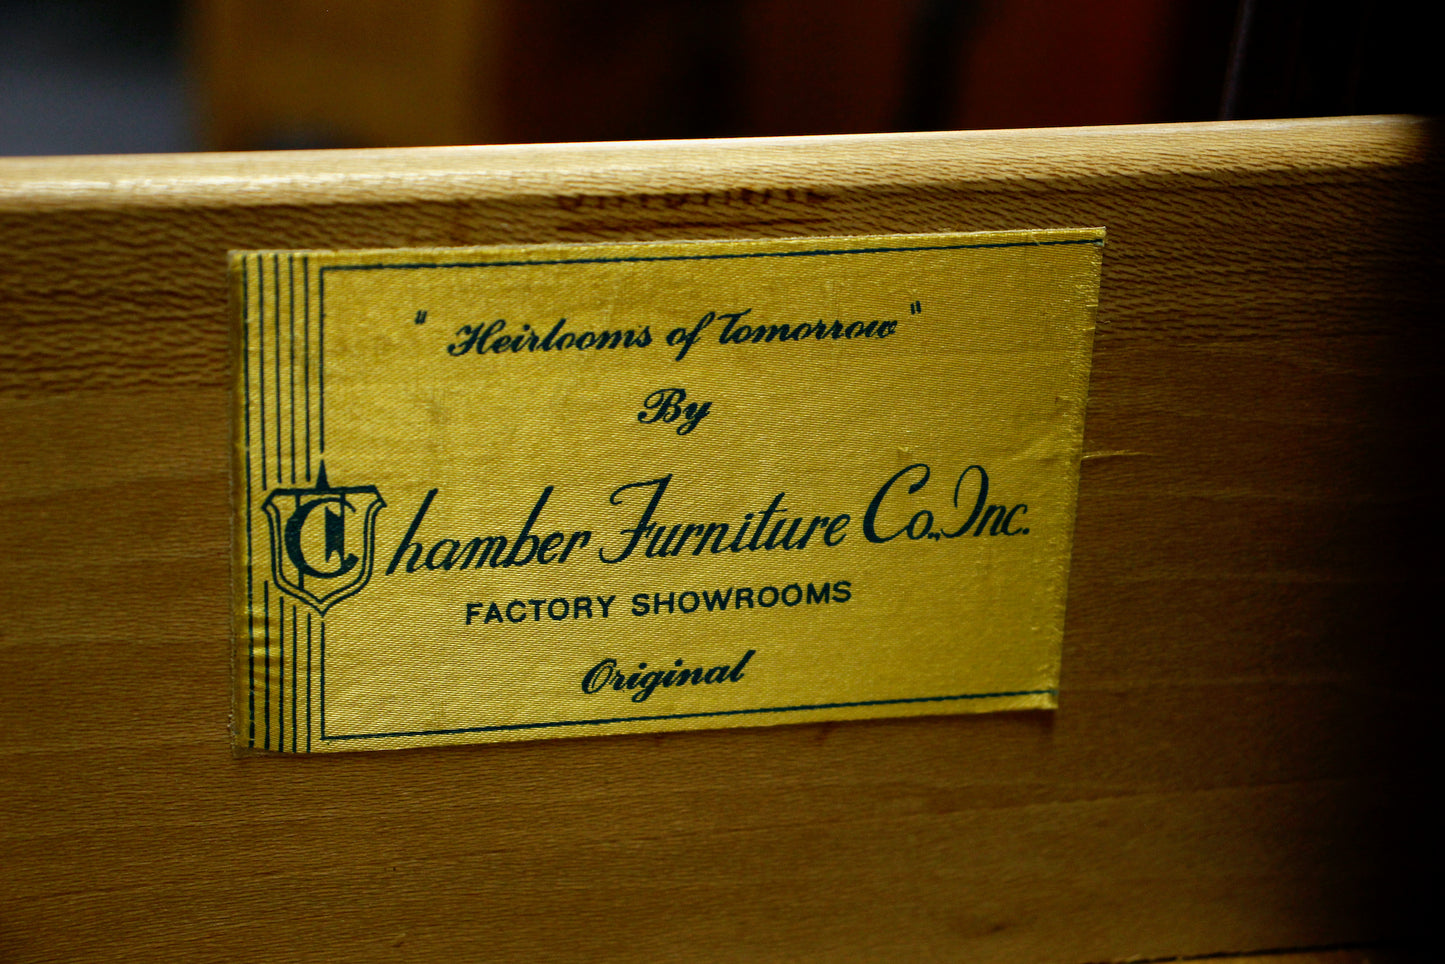 "Heirlooms of Tomorrow"
By
Chamber Furniture Co., Inc.
FACTORY SHOWROOMS
Original